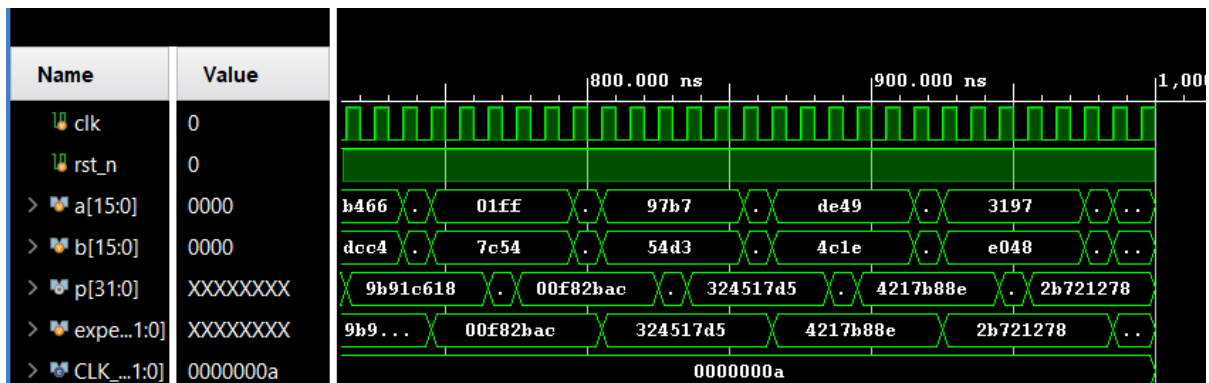 Name Value
800.000 ns 900.000 ns 1,000
clk 0
rst_n 0
a[15:0] 0000 b466 . 01ff . 97b7 . de49 . 3197 . ..
b[15:0] 0000 dcc4 . 7c54 . 54d3 . 4c1e . e048 . ..
p[31:0] XXXXXXXX 9b91c618 . 00f82bac . 324517d5 . 4217b88e . 2b721278
expe...1:0] XXXXXXXX 9b9... 00f82bac 324517d5 4217b88e 2b721278 ..
CLK_...1:0] 0000000a 0000000a